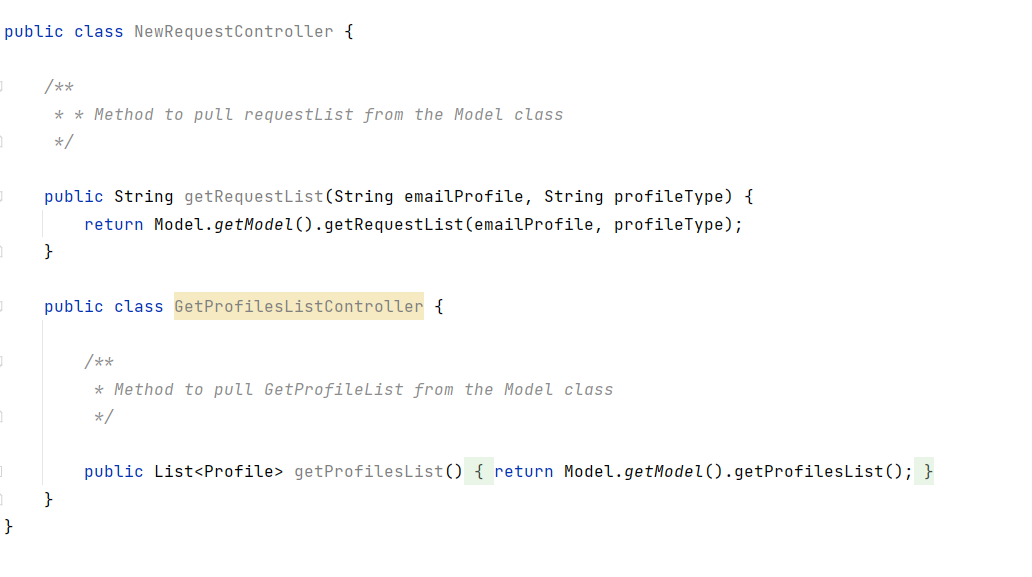 public class NewRequestController {
/**
* * Method to pull requestList from the Model class
*/
public String getRequestList(String emailProfile, String profileType) {
return Model.getModel().getRequestList(emailProfile, profileType);
}
public class GetProfilesListController {
/**
* Method to pull GetProfileList from the Model class
*/
public List<Profile> getProfilesList() { return Model.getModel().getProfilesList(); }
}
}